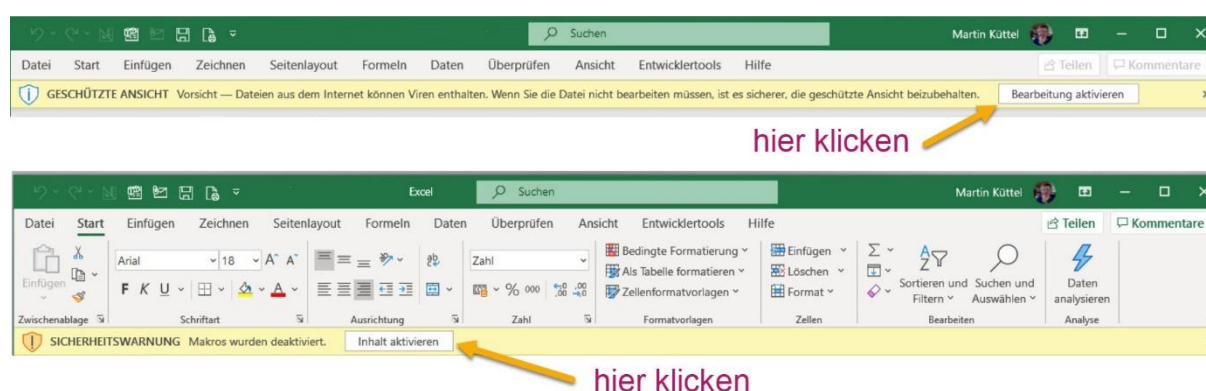 Suchen
Martin Küttel
Datei Start Einfügen Zeichnen Seitenlayout Formeln Daten Überprüfen Ansicht Entwicklertools Hilfe Teilen Kommentare
GESCHÜTZTE ANSICHT Vorsicht — Dateien aus dem Internet können Viren enthalten. Wenn Sie die Datei nicht bearbeiten müssen, ist es sicherer, die geschützte Ansicht beizubehalten. Bearbeitung aktivieren
hier klicken
Excel Suchen Martin Küttel
Datei Start Einfügen Zeichnen Seitenlayout Formeln Daten Überprüfen Ansicht Entwicklertools Hilfe Teilen Kommentare
Einfügen
Arial 18 A A
F K U A
ab
Zahl
% 000 ,00 ,00 ,0
Bedingte Formatierung
Als Tabelle formatieren
Zellenformatvorlagen
Einfügen
Löschen
Format
Sortieren und Filtern
Suchen und Auswählen
Daten analysieren
Zwischenablage Schriftart Ausrichtung Zahl Formatvorlagen Zellen Bearbeiten Analyse
SICHERHEITSWARNUNG Makros wurden deaktiviert. Inhalt aktivieren
hier klicken